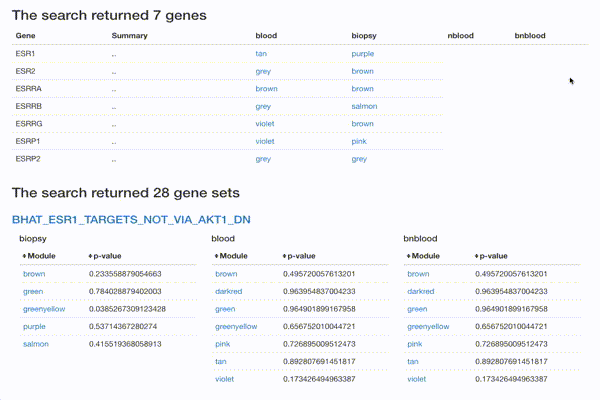 The search returned 7 genes
Gene Summary blood biopsy nblood bnblood
ESR1 .. tan purple
ESR2 .. grey brown
ESRRA .. brown brown
ESRRB .. grey salmon
ESRRG .. violet brown
ESRP1 .. violet pink
ESRP2 .. grey grey
The search returned 28 gene sets
BHAT_ESR1_TARGETS_NOT_VIA_AKT1_DN
biopsy blood bnblood
Module p-value Module p-value Module p-value
brown 0.233558879054663 brown 0.495720057613201 brown 0.495720057613201
green 0.784028879402003 darkred 0.963954837004233 darkred 0.963954837004233
greenyellow 0.0385267309123428 green 0.964901899167958 green 0.964901899167958
purple 0.53714367280274 greenyellow 0.656752010044721 greenyellow 0.656752010044721
salmon 0.415519368058913 pink 0.726895009512473 pink 0.726895009512473
tan 0.892807691451817 tan 0.892807691451817
violet 0.173426494963387 violet 0.173426494963387